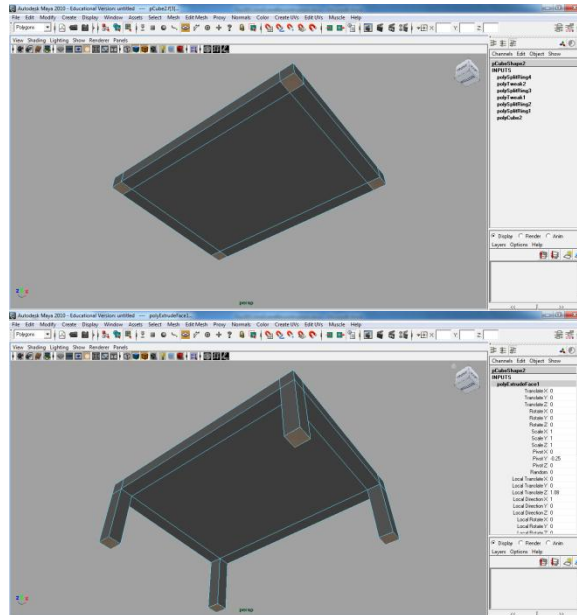 Autodesk Maya 2010 - Educational Version: untitled --- pCube2.f[3]...
File Edit Modify Create Display Window Assets Select Mesh Edit Mesh Proxy Normals Color Create UVs Edit UVs Muscle Help
Polygons X: Y: Z:
View Shading Lighting Show Renderer Panels
Channels Edit Object Show
pCubeShape2
INPUTS
polySplitRing4
polyTweak2
polySplitRing3
polyTweak1
polySplitRing2
polySplitRing1
polyCube2
Display Render Anim
Layers Options Help
persp
Autodesk Maya 2010 - Educational Version: untitled --- polyExtrudeFace1...
File Edit Modify Create Display Window Assets Select Mesh Edit Mesh Proxy Normals Color Create UVs Edit UVs Muscle Help
Polygons X: Y: Z:
View Shading Lighting Show Renderer Panels
Channels Edit Object Show
pCubeShape2
INPUTS
polyExtrudeFace1
Translate X 0
Translate Y 0
Translate Z 0
Rotate X 0
Rotate Y 0
Rotate Z 0
Scale X 1
Scale Y 1
Scale Z 1
Pivot X 0
Pivot Y -0.25
Pivot Z 0
Random 0
Local Translate X 0
Local Translate Y 0
Local Translate Z
Local Direction X 1
Local Direction Y 0
Local Direction Z 0
Local Rotate X 0
Local Rotate Y 0
Local Rotate Z 0
Display Render Anim
Layers Options Help
persp